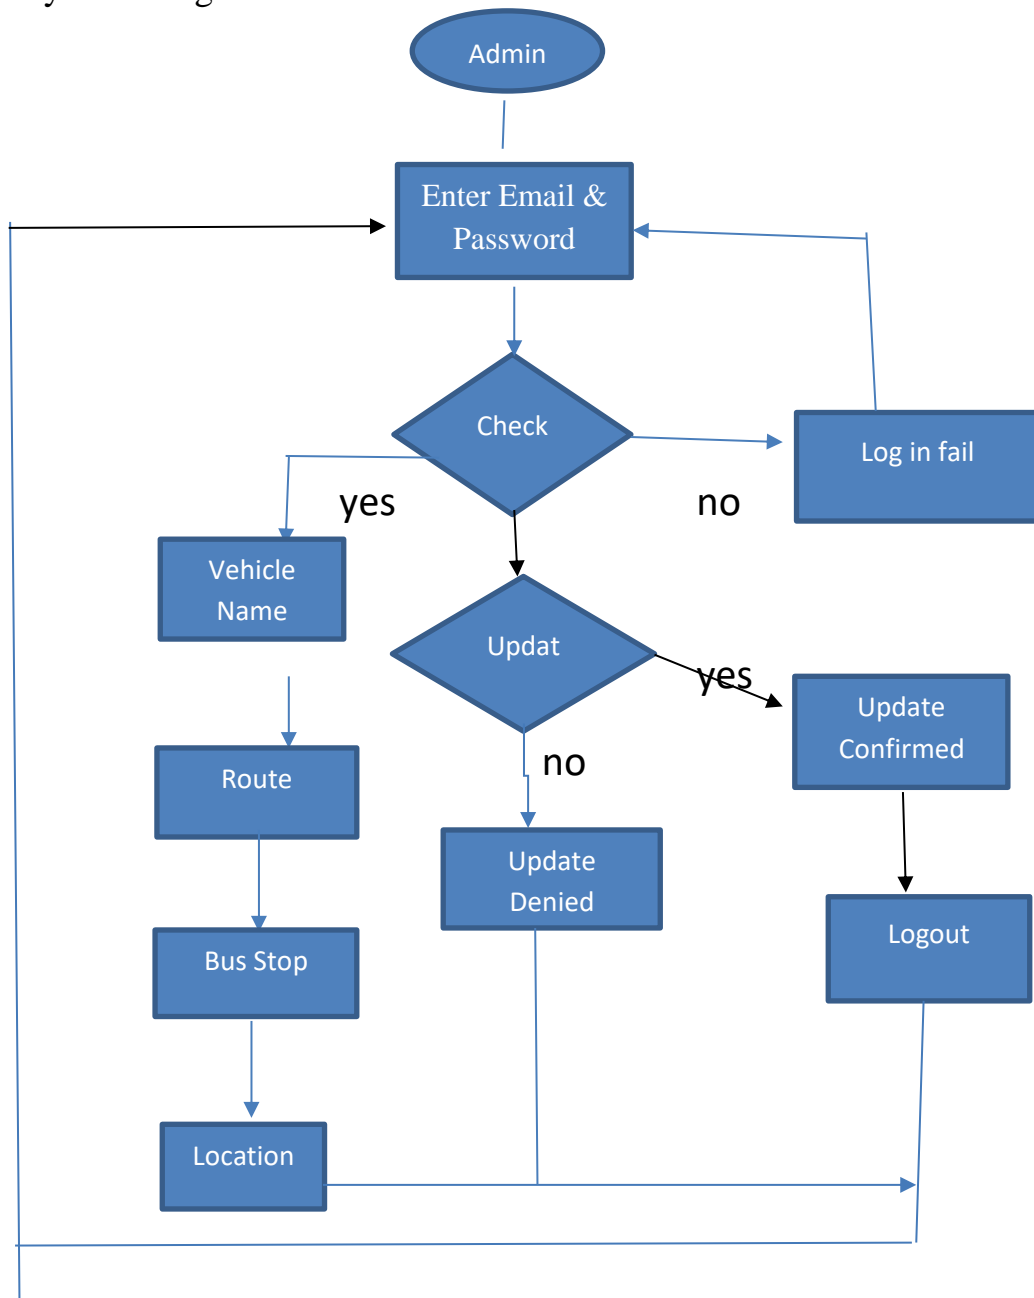 Admin
Enter Email &
Password
Check
Log in fail
yes
no
Vehicle
Name
Updat
yes
Update
Confirmed
no
Route
Update
Denied
Logout
Bus Stop
Location